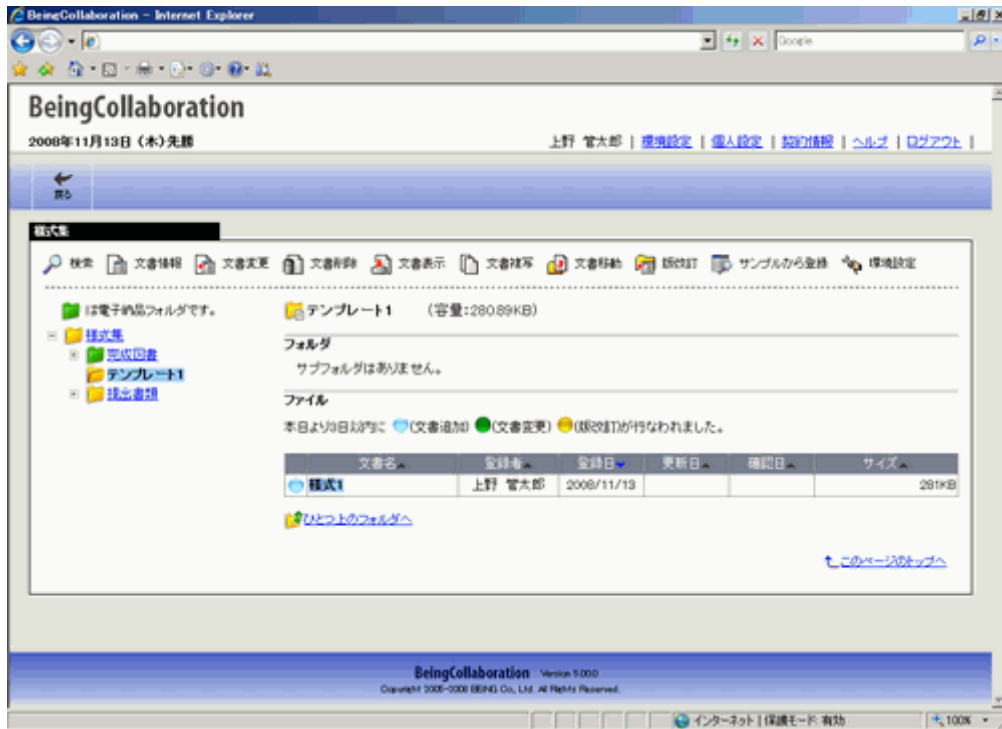 BeingCollaboration - Internet Explorer
Google
BeingCollaboration
2008年11月13日 (木)先勝
上野 管太郎 | 環境設定 | 個人設定 | 契約情報 | ヘルプ | ログアウト |
戻る
様式集
検索 文書情報 文書変更 文書削除 文書表示 文書複写 文書移動 版改訂 サンプルから登録 環境設定
は電子納品フォルダです。
テンプレート1 (容量:280.89KB)
様式集
完成図書
テンプレート1
提出書類
フォルダ
サブフォルダはありません。
ファイル
本日より3日以内に (文書追加) (文書変更) (版改訂)が行なわれました。
文書名 登録者 登録日 更新日 確認日 サイズ
様式1 上野 管太郎 2008/11/13 281KB
ひとつ上のフォルダへ
このページのトップへ
BeingCollaboration Version 5.00.0
Copyright 2005-2008 BEING Co., Ltd. All Rights Reserved.
インターネット | 保護モード: 有効 100%